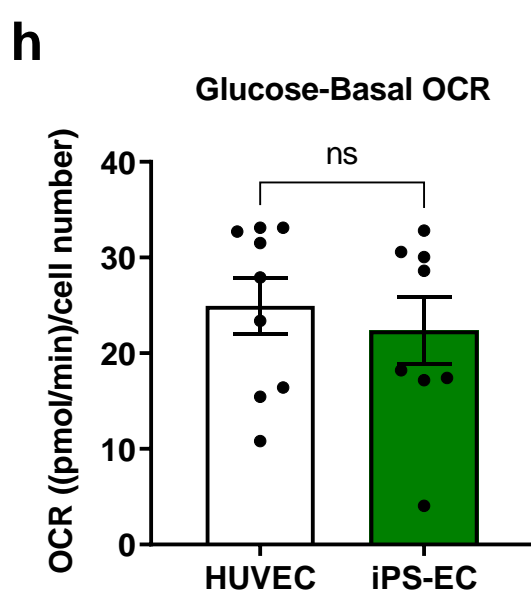 h
Glucose-Basal OCR
OCR ((pmol/min)/cell number)
40
30
20
10
0
ns
HUVEC
iPS-EC